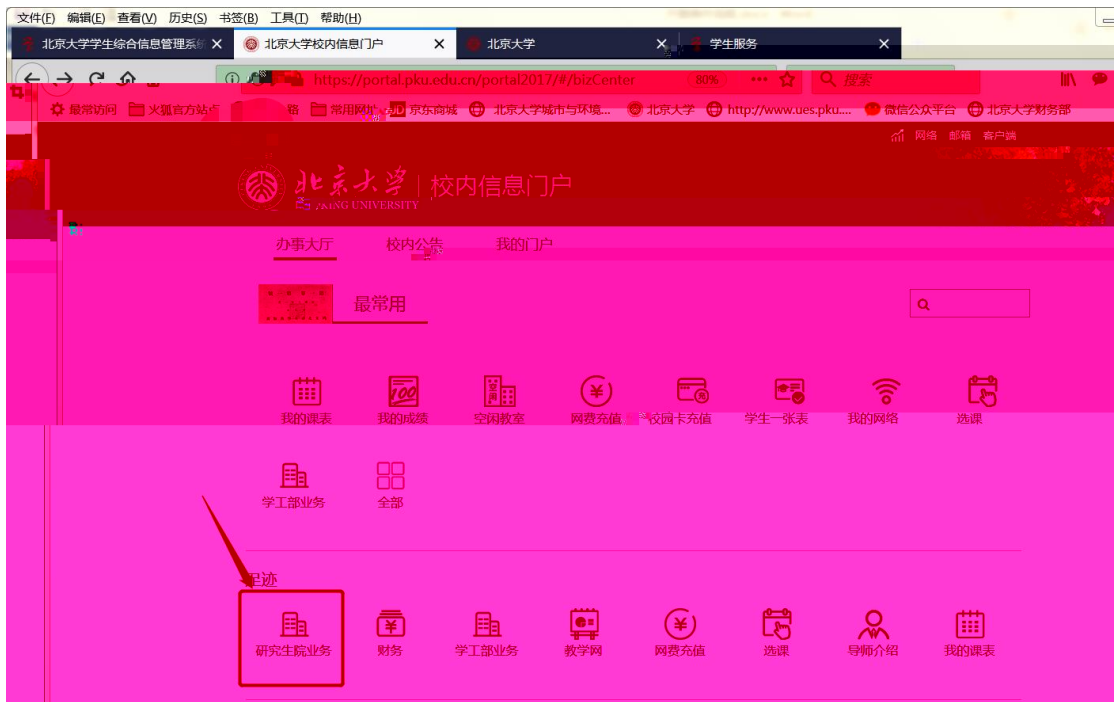 文件(F) 编辑(E) 查看(V) 历史(S) 书签(B) 工具(T) 帮助(H)
北京大学学生综合信息管理系统 × 北京大学校内信息门户 × 北京大学 × 学生服务 ×
https://portal.pku.edu.cn/portal2017/#/bizCenter 80% ••• 搜索
最常访问 火狐官方站点 常用网址 JD 京东商城 北京大学城市与环境... 北京大学 http://www.ues.pku.... 微信公众平台 北京大学财务部
网络 邮箱 客户端
北京大学 校内信息门户
PEKING UNIVERSITY
办事大厅 校内公告 我的门户
最常用
我的课表 我的成绩 空闲教室 网费充值 校园卡充值 学生一张表 我的网络 选课
学工部业务 全部
足迹
研究生院业务 财务 学工部业务 教学网 网费充值 选课 导师介绍 我的课表